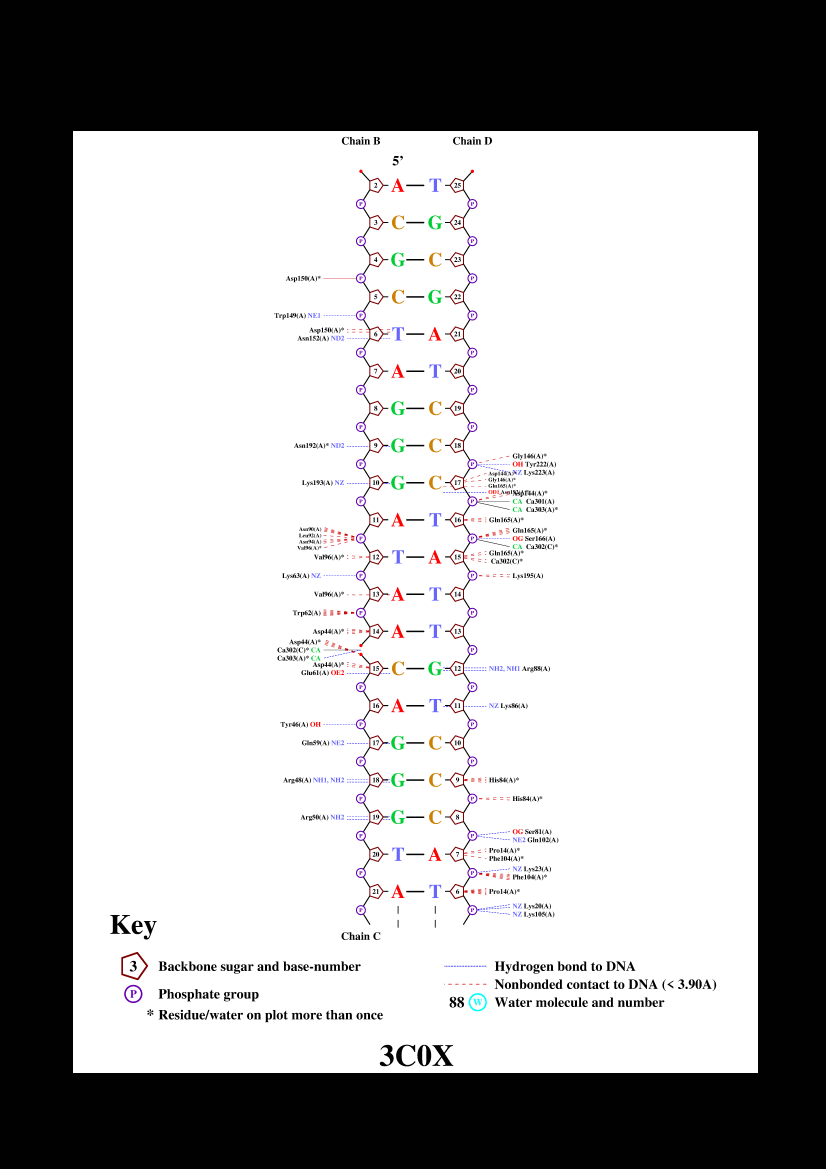 Chain B Chain D
5’
2 A T 25
P P
3 C G 24
P P
4 G C 23
Asp150(A)* P P
5 C G 22
Trp149(A) NE1 P P
Asp150(A)*
6 T A 21
Asn152(A) ND2
P P
7 A T 20
P P
8 G C 19
P P
Asn192(A)* ND2 9 G C 18
Gly146(A)*
P P OH Tyr222(A)
NZ Lys223(A)
Lys193(A) NZ 10 G C 17
Gly146(A)*
Gln165(A)*
Asp144(A)*
P P CA Ca301(A)
CA Ca303(A)*
11 A T 16 Gln165(A)*
Asn90(A)
Leu92(A)
Asn94(A)
Val96(A)*
P P
Gln165(A)*
OG Ser166(A)
CA Ca302(C)*
Val96(A)* 12 T A 15
Gln165(A)*
Ca302(C)*
Lys63(A) NZ P P Lys195(A)
Val96(A)* 13 A T 14
Trp62(A) P P
Asp44(A)* 14 A T 13
Asp44(A)*
Ca302(C)* CA P
Ca303(A)* CA
Asp44(A)*
15 C G 12 NH2, NH1 Arg88(A)
Glu61(A) OE2
P P
16 A T 11 NZ Lys86(A)
Tyr46(A) OH P P
Gln59(A) NE2 17 G C 10
P P
Arg48(A) NH1, NH2 18 G C 9 His84(A)*
P P His84(A)*
Arg50(A) NH2 19 G C 8
P P OG Ser81(A)
NE2 Gln102(A)
20 T A 7 Pro14(A)*
Phe104(A)*
P P NZ Lys23(A)
Phe104(A)*
21 A T 6 Pro14(A)*
P P NZ Lys20(A)
NZ Lys105(A)
Chain C
Key
3 Backbone sugar and base-number
P Phosphate group
* Residue/water on plot more than once
Hydrogen bond to DNA
Nonbonded contact to DNA (< 3.90A)
88 W Water molecule and number
3C0X